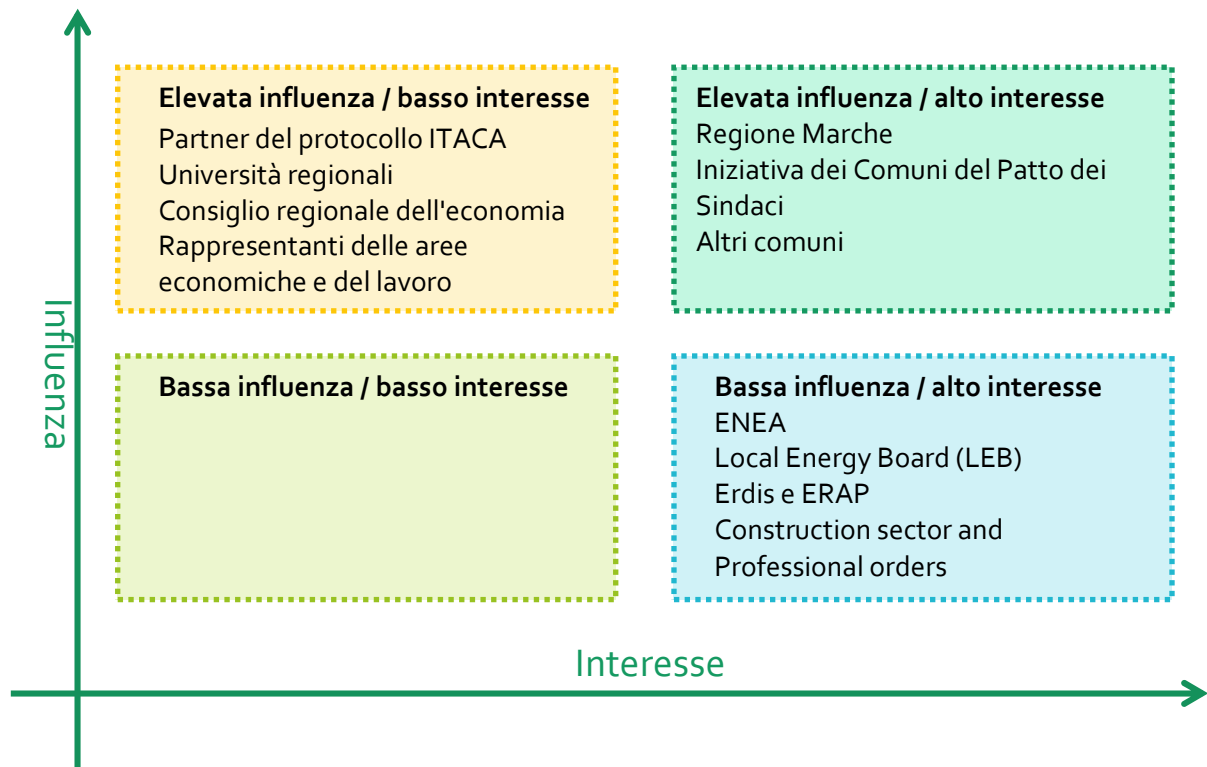 Elevata influenza / basso interesse
Partner del protocollo ITACA
Università regionali
Consiglio regionale dell'economia
Rappresentanti delle aree
economiche e del lavoro
Elevata influenza / alto interesse
Regione Marche
Iniziativa dei Comuni del Patto dei
Sindaci
Altri comuni
Influenza
Bassa influenza / basso interesse
Bassa influenza / alto interesse
ENEA
Local Energy Board (LEB)
Erdis e ERAP
Construction sector and
Professional orders
Interesse